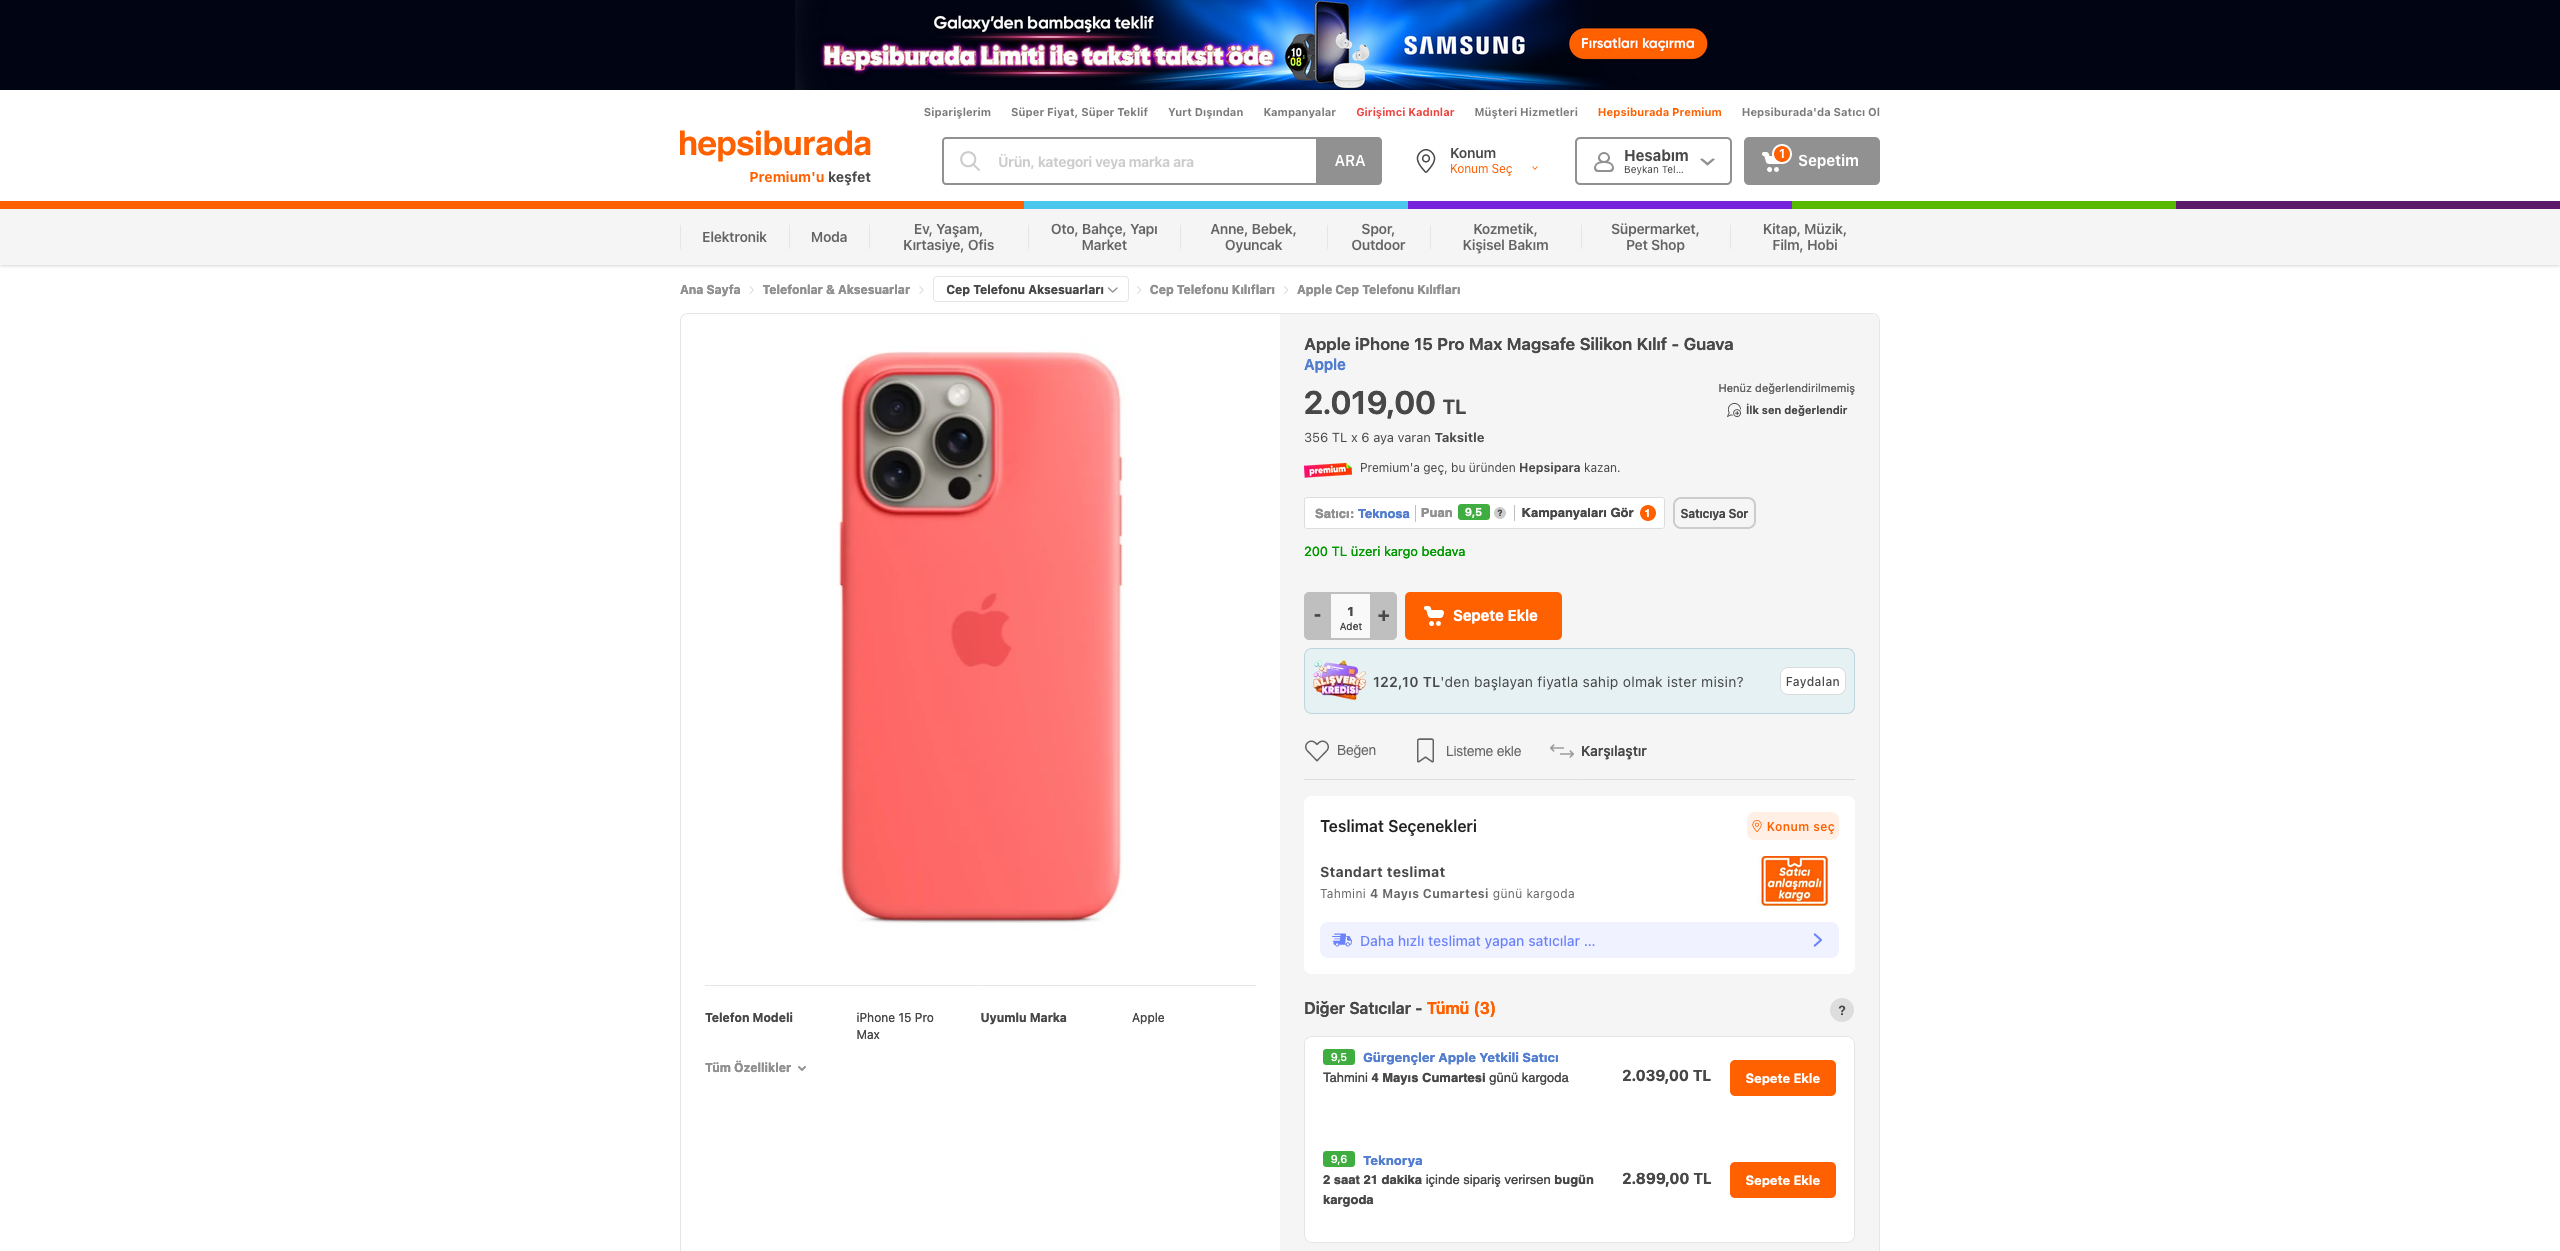 Galaxy'den bambaşka teklif
Hepsiburada Limiti ile taksit taksit öde
10
08
SAMSUNG
Fırsatları kaçırma
Siparişlerim
Süper Fiyat, Süper Teklif
Yurt Dışından
Kampanyalar
Girişimci Kadınlar
Müşteri Hizmetleri
Hepsiburada Premium
Hepsiburada'da Satıcı Ol
hepsiburada
Premium'u keşfet
Ürün, kategori veya marka ara
ARA
Konum
Konum Seç
Hesabım
Beykan Tel...
1
Sepetim
Elektronik
Moda
Ev, Yaşam,
Kırtasiye, Ofis
Oto, Bahçe, Yapı
Market
Anne, Bebek,
Oyuncak
Spor,
Outdoor
Kozmetik,
Kişisel Bakım
Süpermarket,
Pet Shop
Kitap, Müzik,
Film, Hobi
Ana Sayfa
Telefonlar & Aksesuarlar
Cep Telefonu Aksesuarları
Cep Telefonu Kılıfları
Apple Cep Telefonu Kılıfları
Apple iPhone 15 Pro Max Magsafe Silikon Kılıf - Guava
Apple
2.019,00 TL
Henüz değerlendirilmemiş
İlk sen değerlendir
356 TL x 6 aya varan Taksitle
premium Premium'a geç, bu üründen Hepsipara kazan.
Satıcı: Teknosa
Puan 9,5 ?
Kampanyaları Gör 1
Satıcıya Sor
200 TL üzeri kargo bedava
- 1 +
Adet
Sepete Ekle
ALIŞVERİŞ
KREDİSİ
122,10 TL'den başlayan fiyatla sahip olmak ister misin?
Faydalan
Beğen
Listeme ekle
Karşılaştır
Teslimat Seçenekleri
Konum seç
Standart teslimat
Tahmini 4 Mayıs Cumartesi günü kargoda
Satıcı
anlaşmalı
kargo
Daha hızlı teslimat yapan satıcılar ...
Telefon Modeli
iPhone 15 Pro
Max
Uyumlu Marka
Apple
Tüm Özellikler
Diğer Satıcılar - Tümü (3)
?
9,5 Gürgençler Apple Yetkili Satıcı
Tahmini 4 Mayıs Cumartesi günü kargoda
2.039,00 TL
Sepete Ekle
9,6 Teknorya
2 saat 21 dakika içinde sipariş verirsen bugün
kargoda
2.899,00 TL
Sepete Ekle